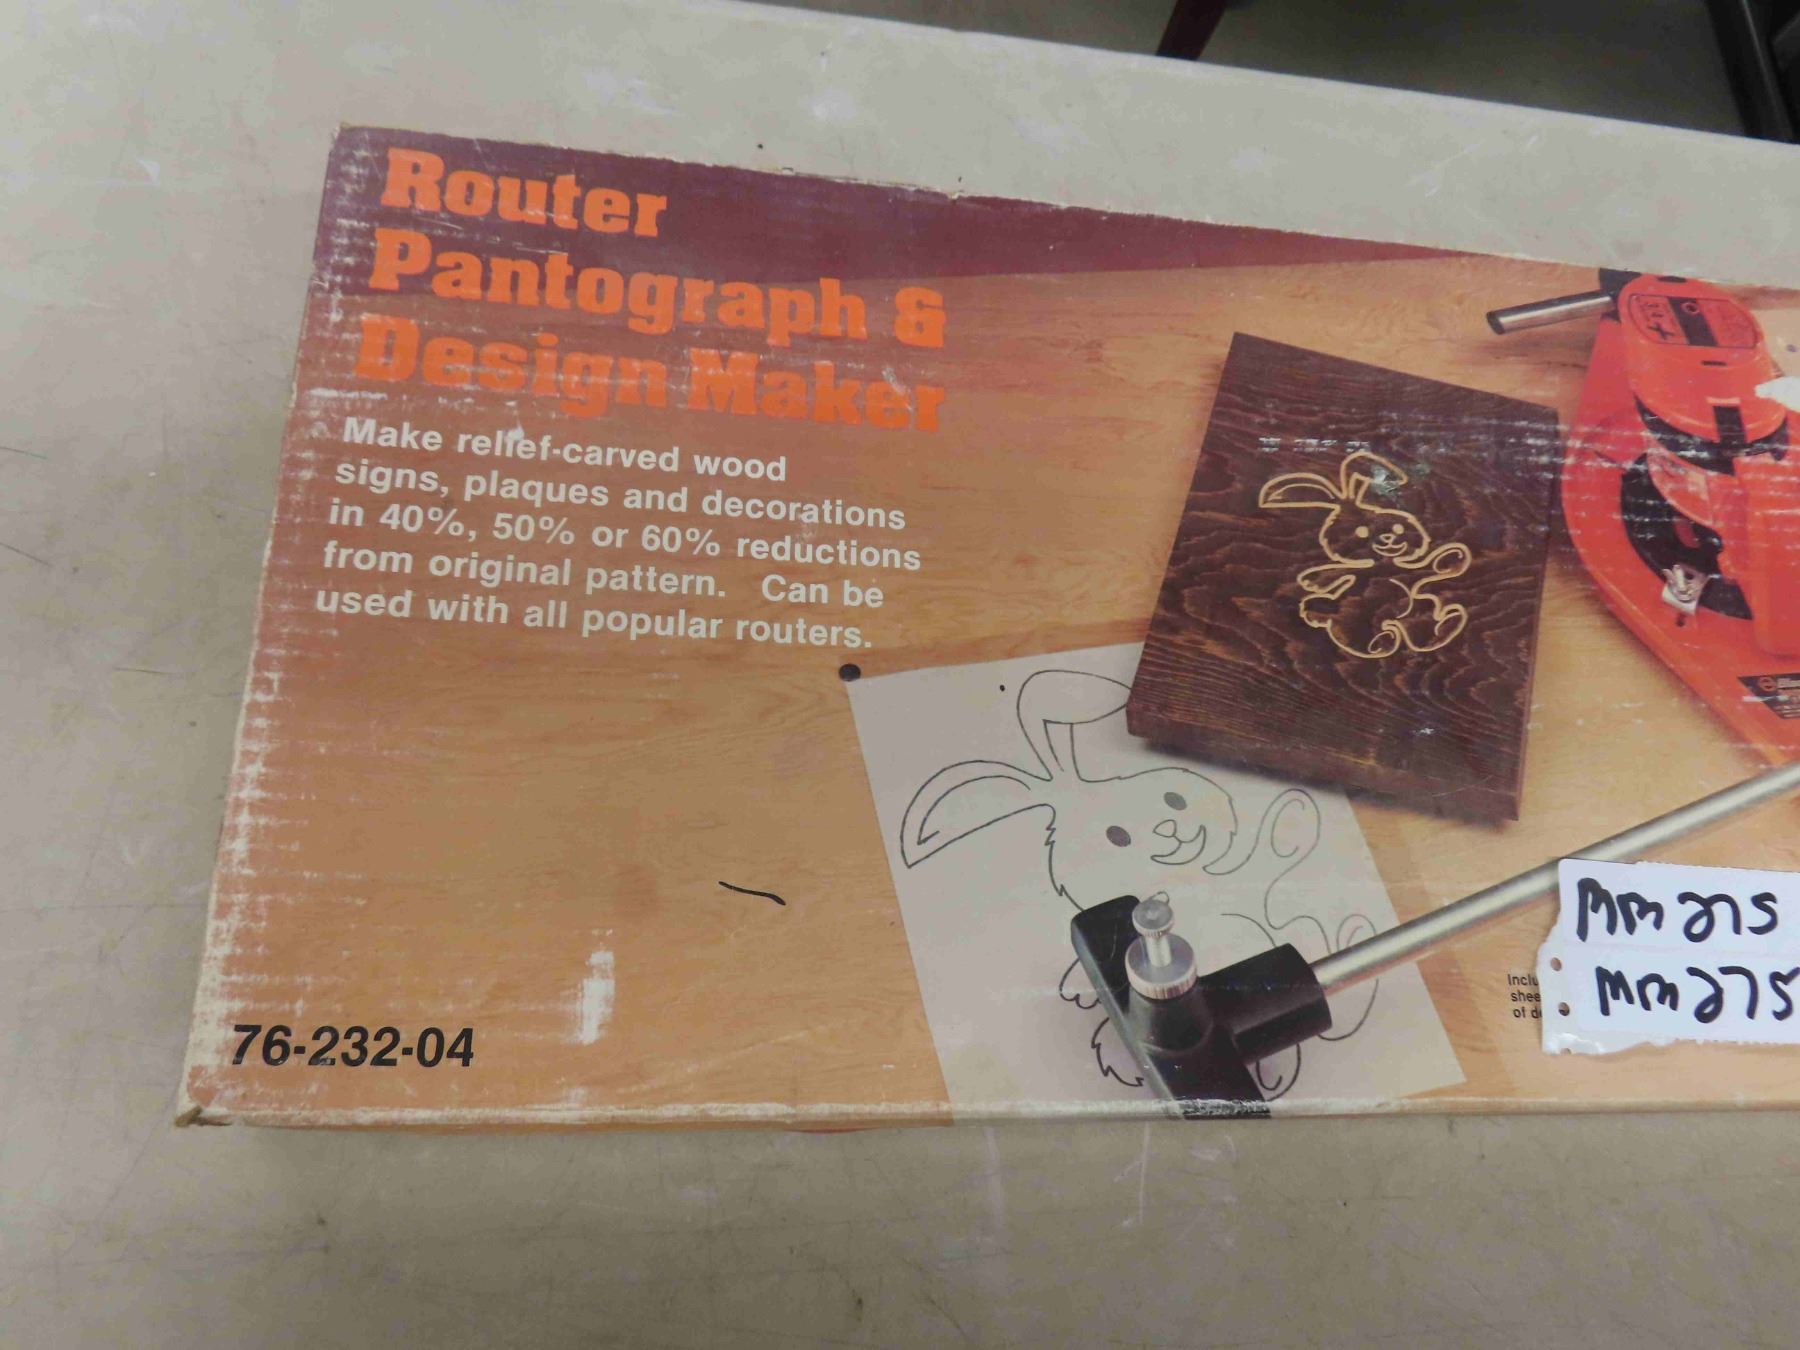 Router
Pantograph &
Design Maker
Make relief-carved wood
signs, plaques and decorations
in 40%, 50% or 60% reductions
from original pattern. Can be
used with all popular routers.
76-232-04
MM275
MM275